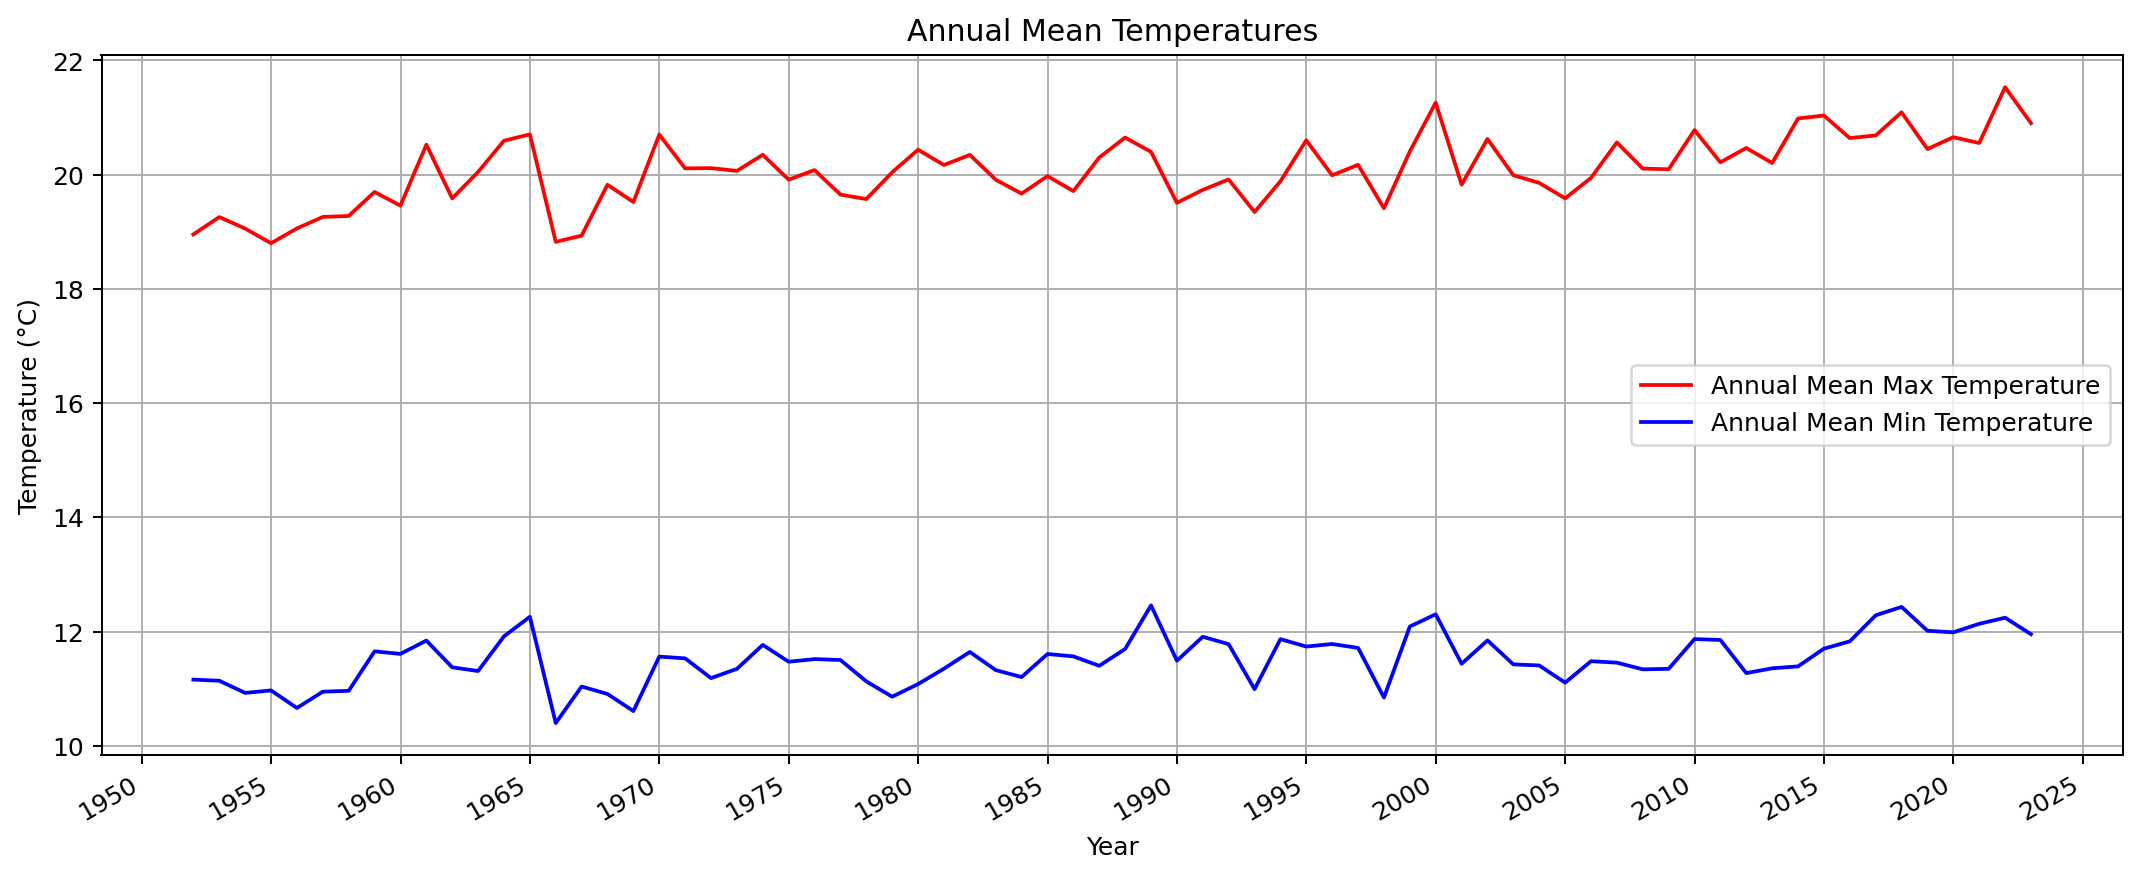 Annual Mean Temperatures
22
20
18
16
14
12
10
Temperature (°C)
Annual Mean Max Temperature
Annual Mean Min Temperature
1950 1955 1960 1965 1970 1975 1980 1985 1990 1995 2000 2005 2010 2015 2020 2025
Year